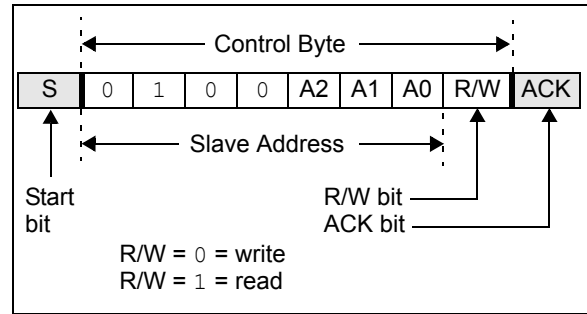 Control Byte
S 0 1 0 0 A2 A1 A0 R/W ACK
Slave Address
Start
bit
R/W bit
ACK bit
R/W = 0 = write
R/W = 1 = read